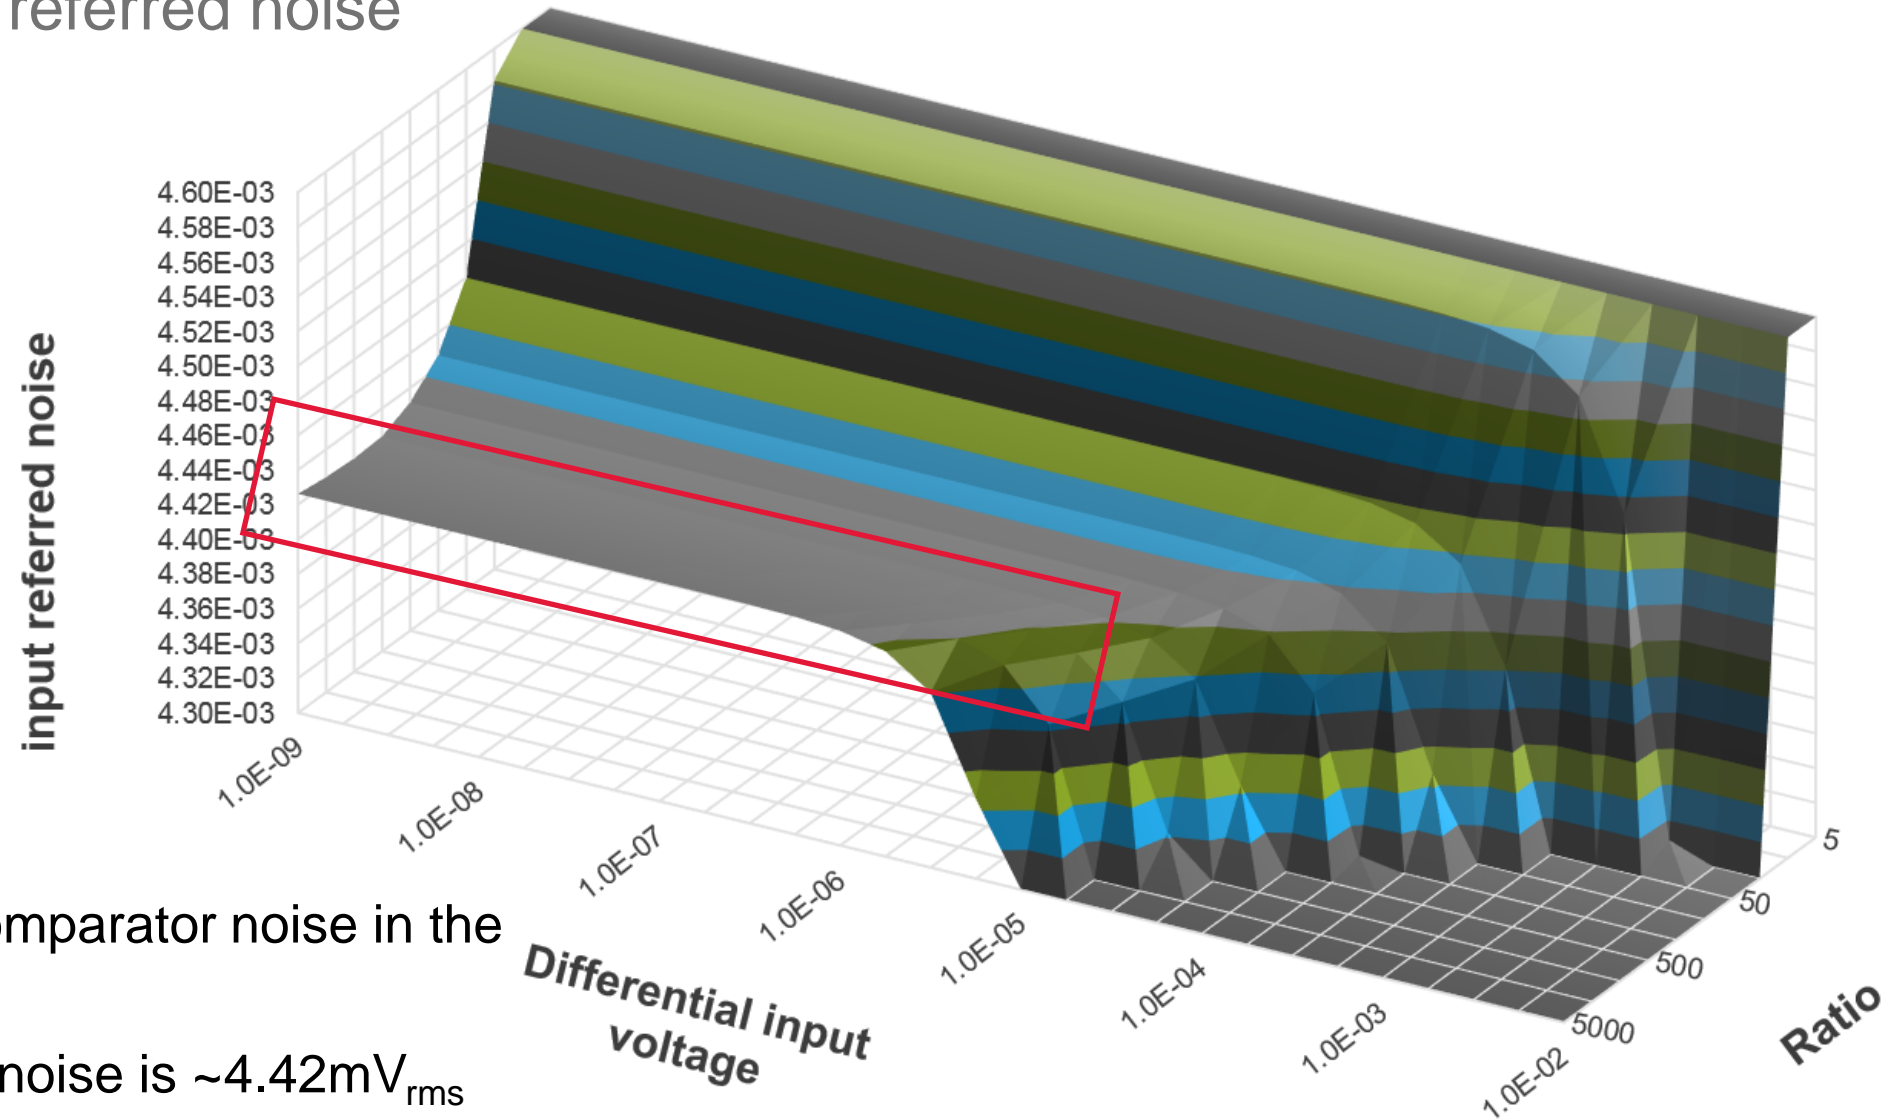 referred noise
4.60E-03
4.58E-03
4.56E-03
4.54E-03
4.52E-03
4.50E-03
4.48E-03
4.46E-03
4.44E-03
4.42E-03
4.40E-03
4.38E-03
4.36E-03
4.34E-03
4.32E-03
4.30E-03
input referred noise
1.0E-09
1.0E-08
1.0E-07
1.0E-06
1.0E-05
1.0E-04
1.0E-03
1.0E-02
Differential input
voltage
5
50
500
5000
Ratio
omparator noise in the
noise is ~4.42mVrms